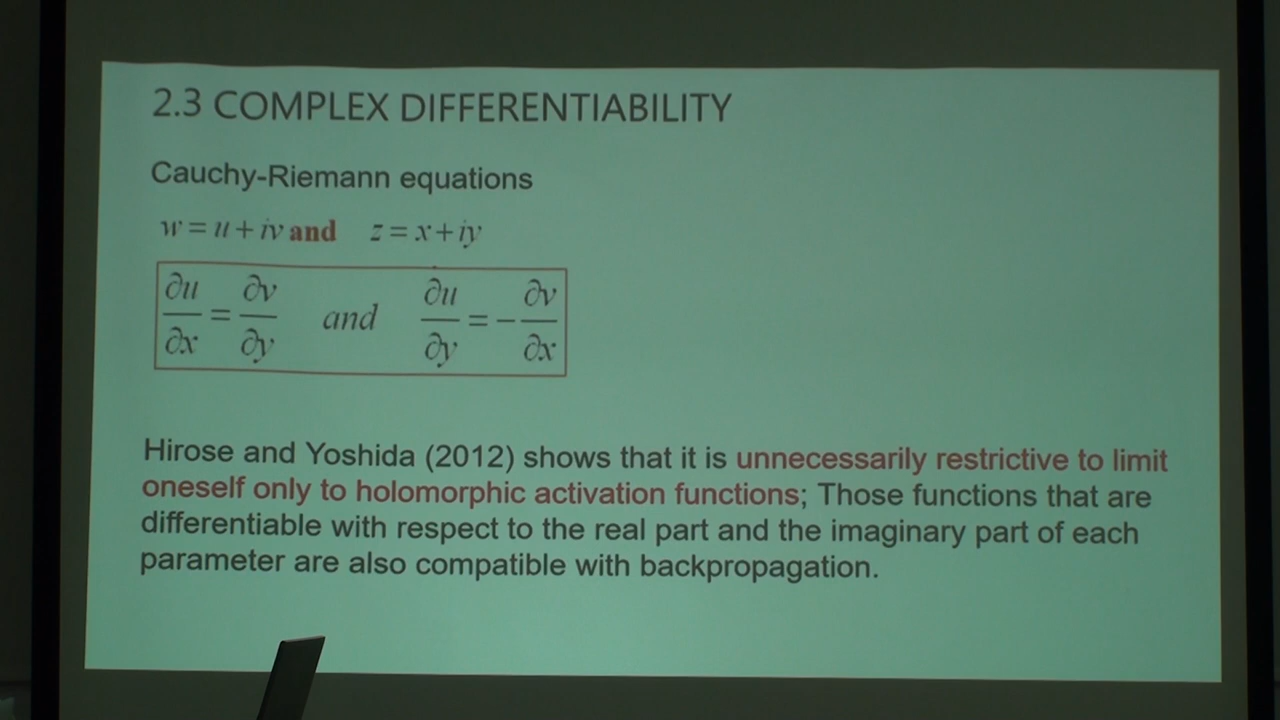 2.3 COMPLEX DIFFERENTIABILITY
Cauchy-Riemann equations
w = u + iv and z = x + iy
∂u/∂x = ∂v/∂y and ∂u/∂y = −∂v/∂x
Hirose and Yoshida (2012) shows that it is unnecessarily restrictive to limit
oneself only to holomorphic activation functions; Those functions that are
differentiable with respect to the real part and the imaginary part of each
parameter are also compatible with backpropagation.